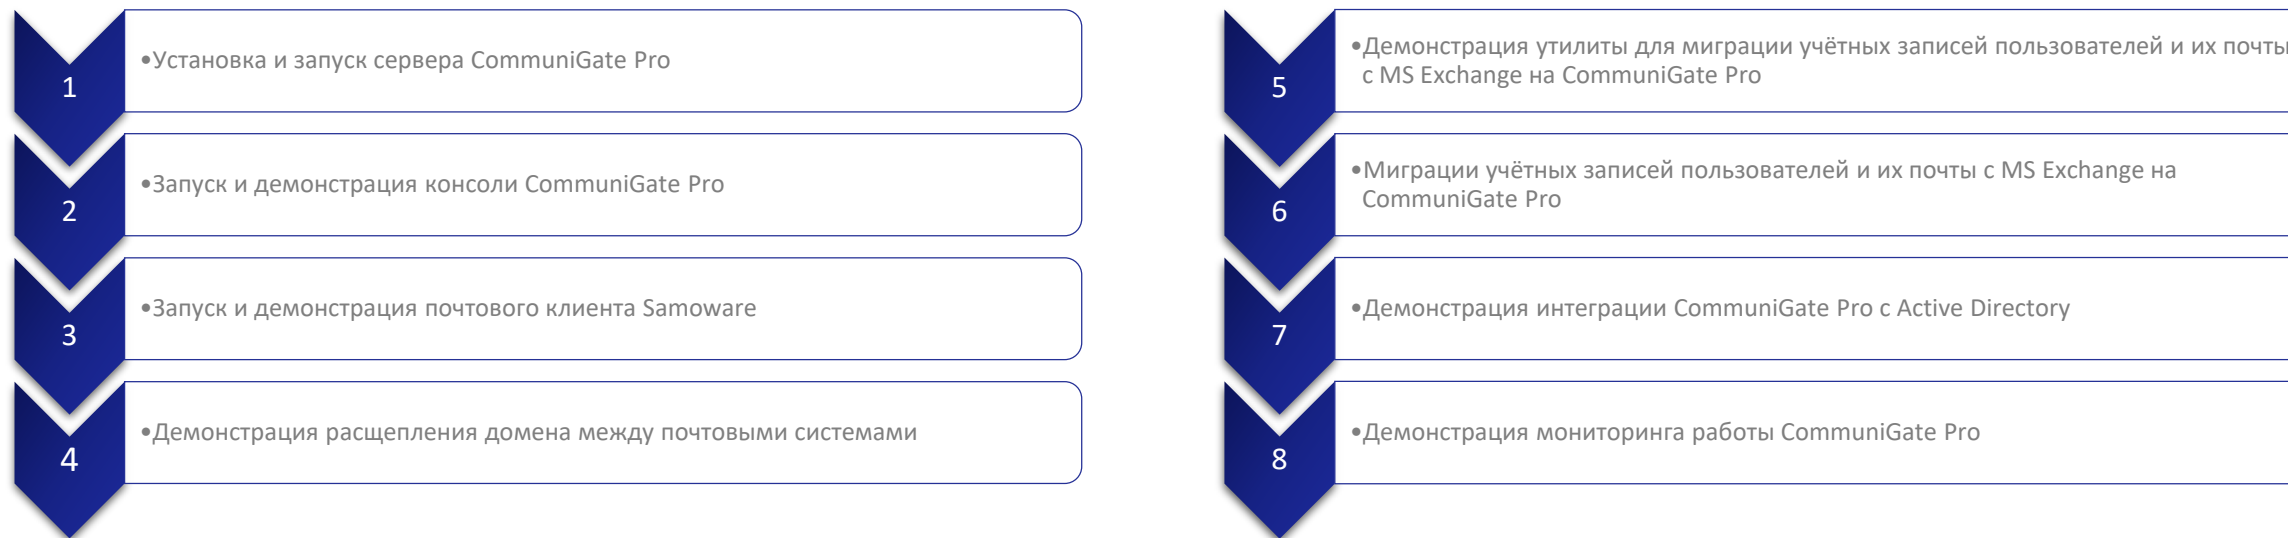 1
•Установка и запуск сервера CommuniGate Pro
2
•Запуск и демонстрация консоли CommuniGate Pro
3
•Запуск и демонстрация почтового клиента Samoware
4
•Демонстрация расщепления домена между почтовыми системами
5
•Демонстрация утилиты для миграции учётных записей пользователей и их почты
с MS Exchange на CommuniGate Pro
6
•Миграции учётных записей пользователей и их почты с MS Exchange на
CommuniGate Pro
7
•Демонстрация интеграции CommuniGate Pro с Active Directory
8
•Демонстрация мониторинга работы CommuniGate Pro